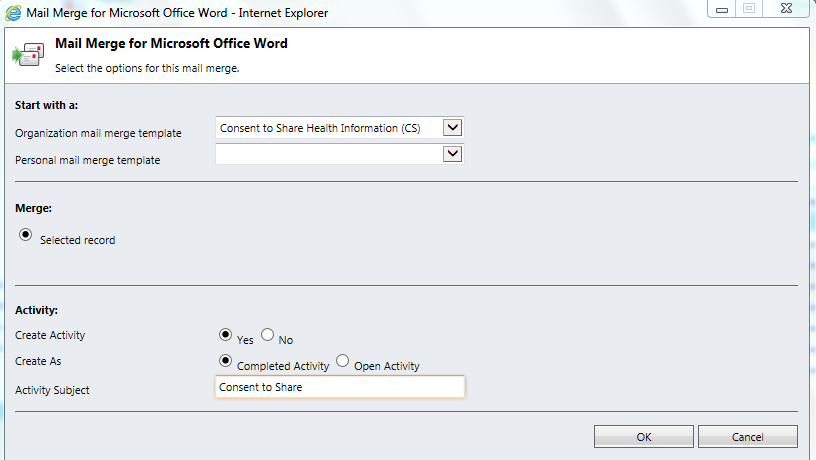 Mail Merge for Microsoft Office Word - Internet Explorer
Mail Merge for Microsoft Office Word
Select the options for this mail merge.
Start with a:
Organization mail merge template Consent to Share Health Information (CS)
Personal mail merge template
Merge:
Selected record
Activity:
Create Activity Yes No
Create As Completed Activity Open Activity
Activity Subject Consent to Share
OK Cancel